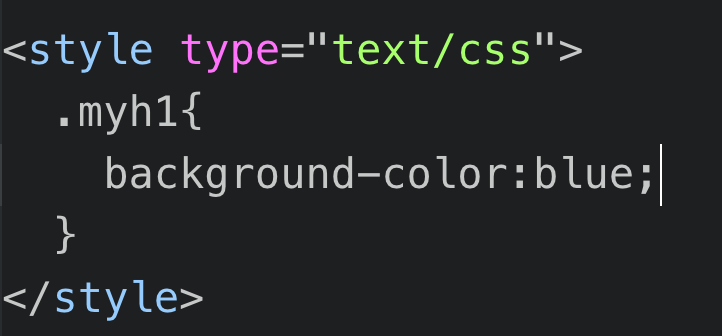 <style type="text/css">
  .myh1{
    background-color:blue;
  }
</style>